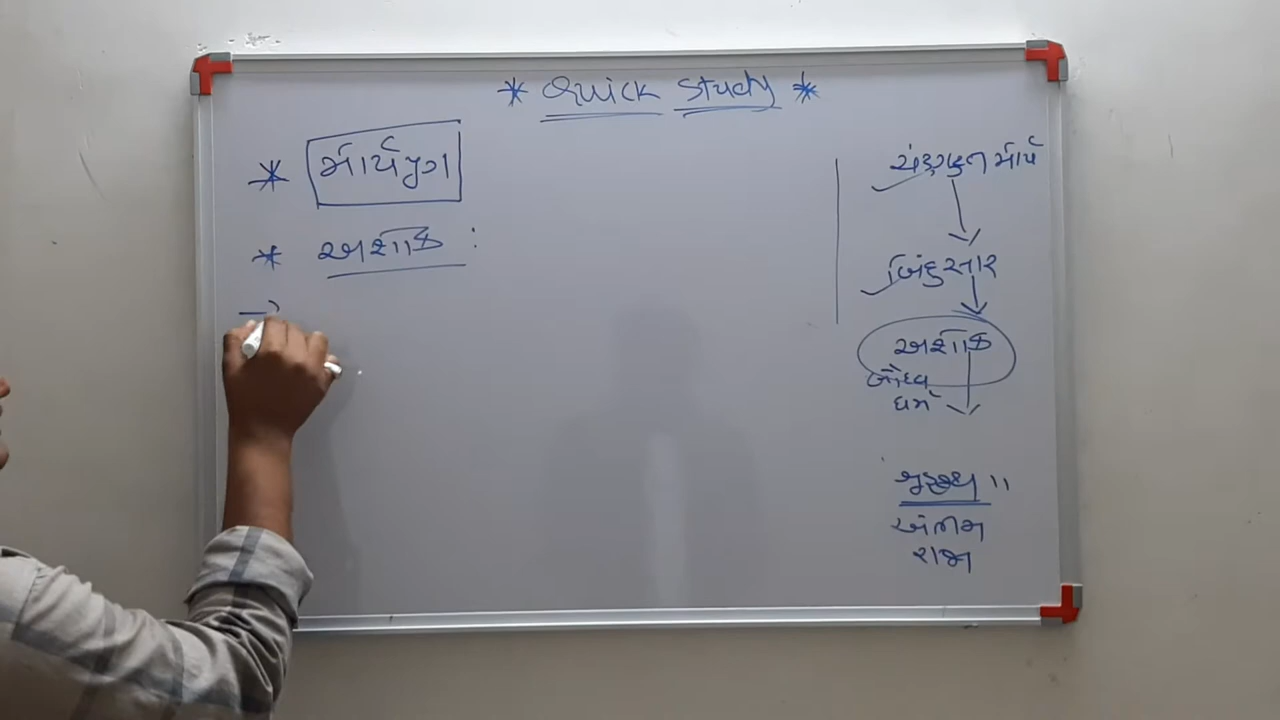 * Quick Study *
* મૌર્યયુગ
* અશોક :
→
ચંદ્રગુપ્ત મૌર્ય
બિંદુસાર
અશોક
બૌધ્ધ
ધર્મ
બૃહદ્રથ "
અંતિમ
રાજા